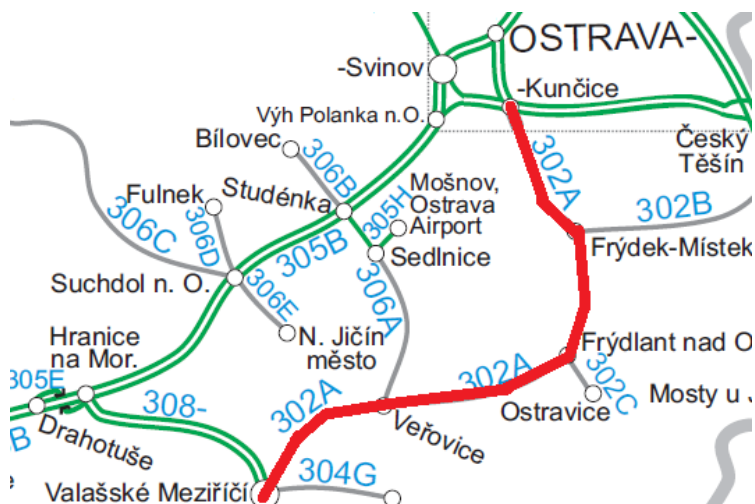 OSTRAVA-
-Svinov
-Kunčice
Výh Polanka n.O.
Český
Těšín
Bílovec
306B
302A
Mošnov,
Ostrava
Airport
305H
302B
Fulnek
Studénka
306C
306D
305B
Sedlnice
Frýdek-Místek
Suchdol n. O.
306E
306A
N. Jičín
město
Hranice
na Mor.
Frýdlant nad O
305E
308-
302A
302A
302C
Ostravice
Mosty u J
Drahotuše
Veřovice
B
Valašské Meziříčí
304G